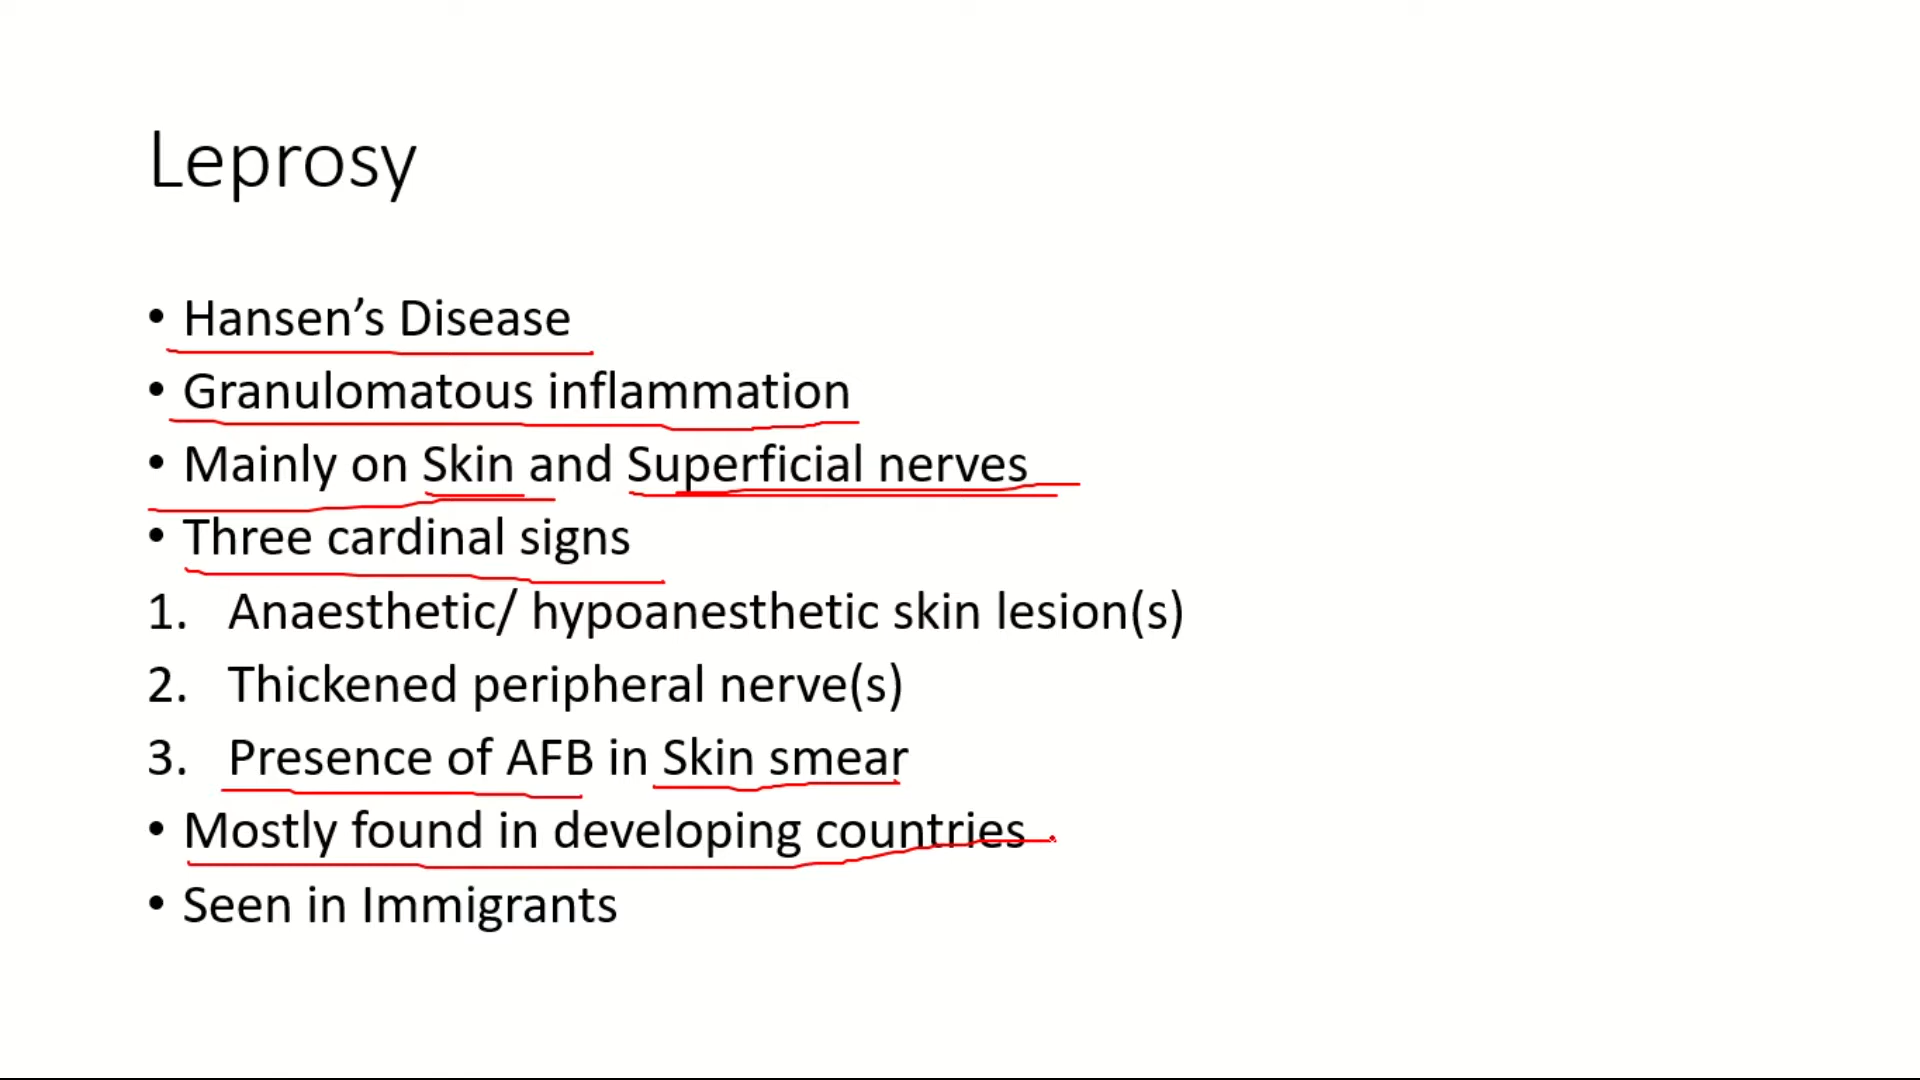 Leprosy
• Hansen’s Disease
• Granulomatous inflammation
• Mainly on Skin and Superficial nerves
• Three cardinal signs
1. Anaesthetic/ hypoanesthetic skin lesion(s)
2. Thickened peripheral nerve(s)
3. Presence of AFB in Skin smear
• Mostly found in developing countries
• Seen in Immigrants